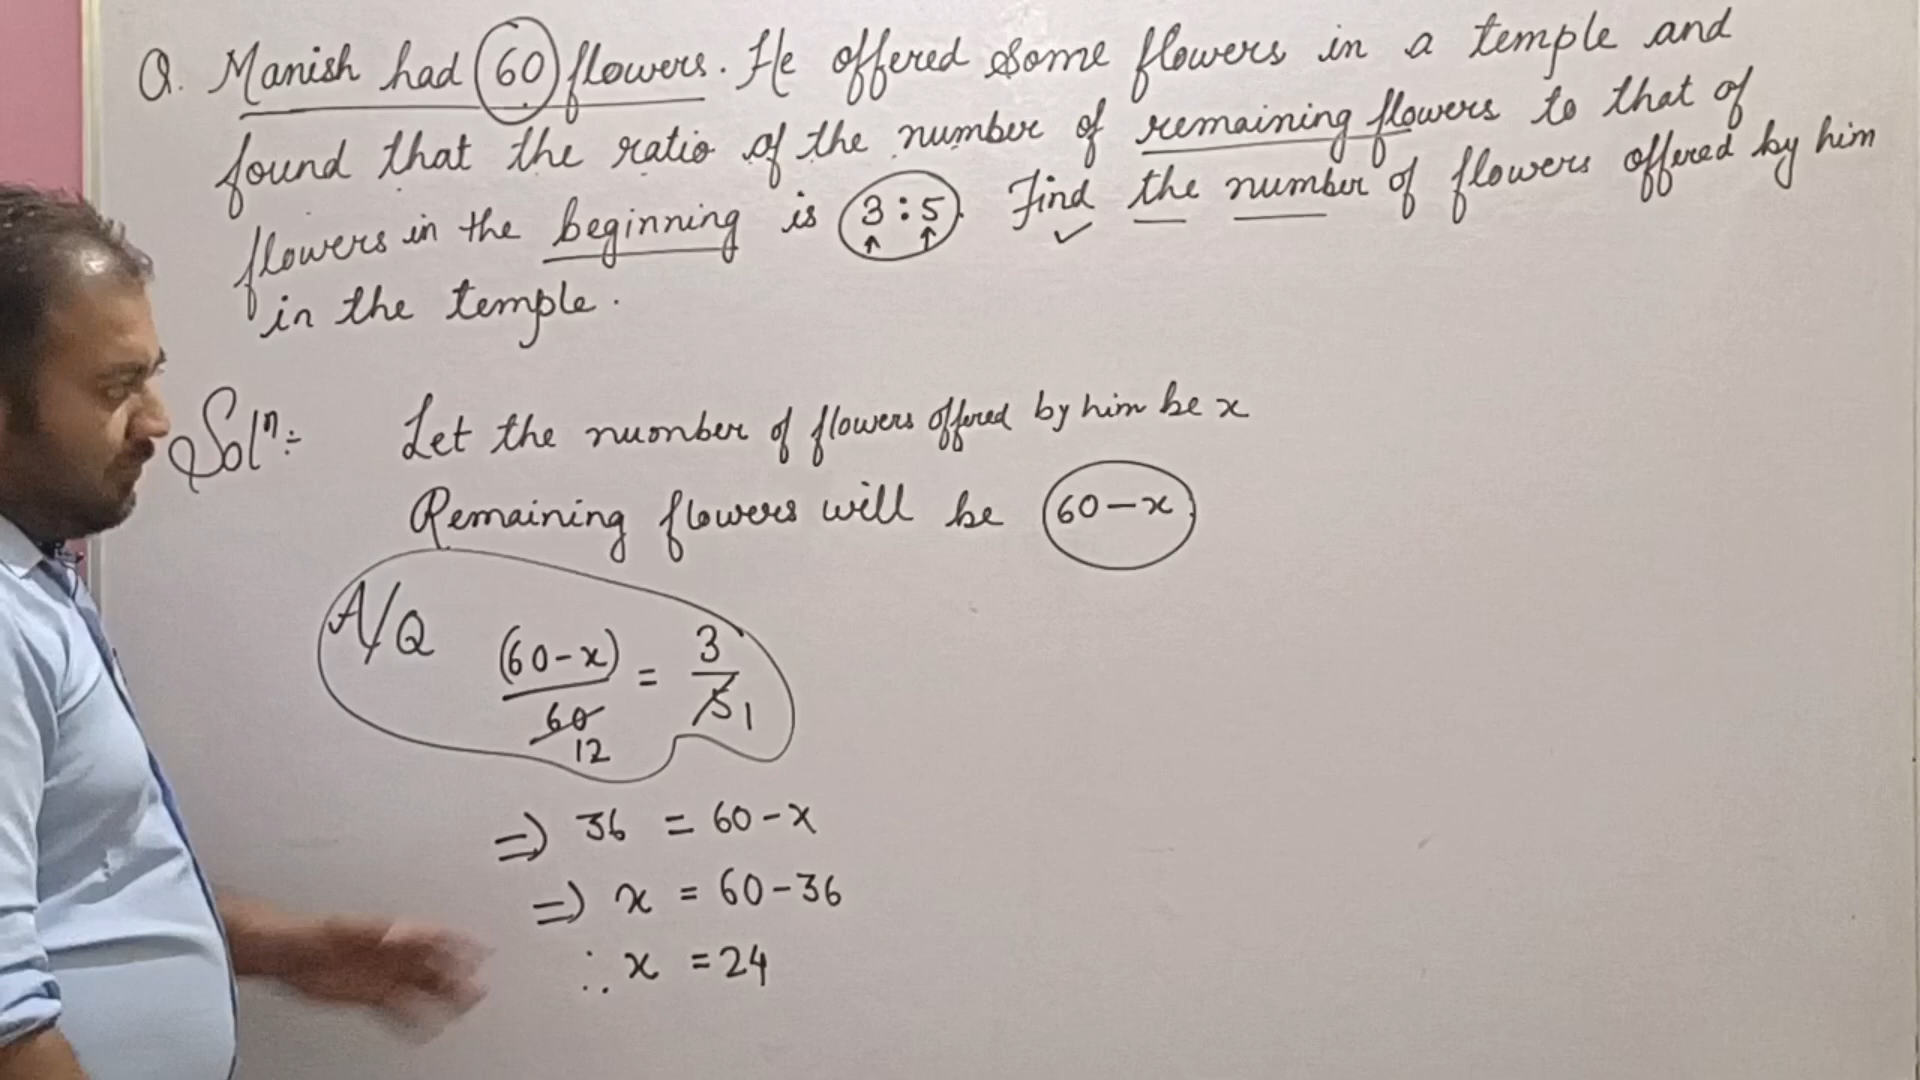 Q. Manish had 60 flowers. He offered some flowers in a temple and
found that the ratio of the number of remaining flowers to that of
flowers in the beginning is 3:5. Find the number of flowers offered by him
in the temple.
Solⁿ:- Let the number of flowers offered by him be x
Remaining flowers will be 60-x
A/Q (60-x)/60 = 3/5
12 1
=> 36 = 60-x
=> x = 60-36
∴ x = 24